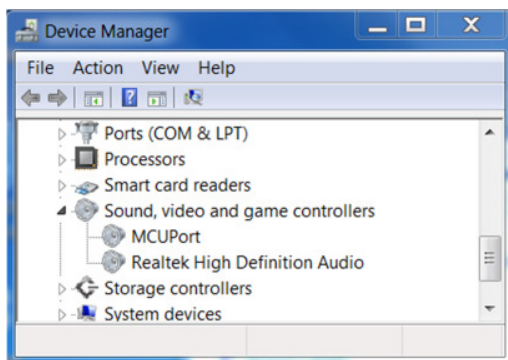 Device Manager
File Action View Help
Ports (COM & LPT)
Processors
Smart card readers
Sound, video and game controllers
MCUPort
Realtek High Definition Audio
Storage controllers
System devices